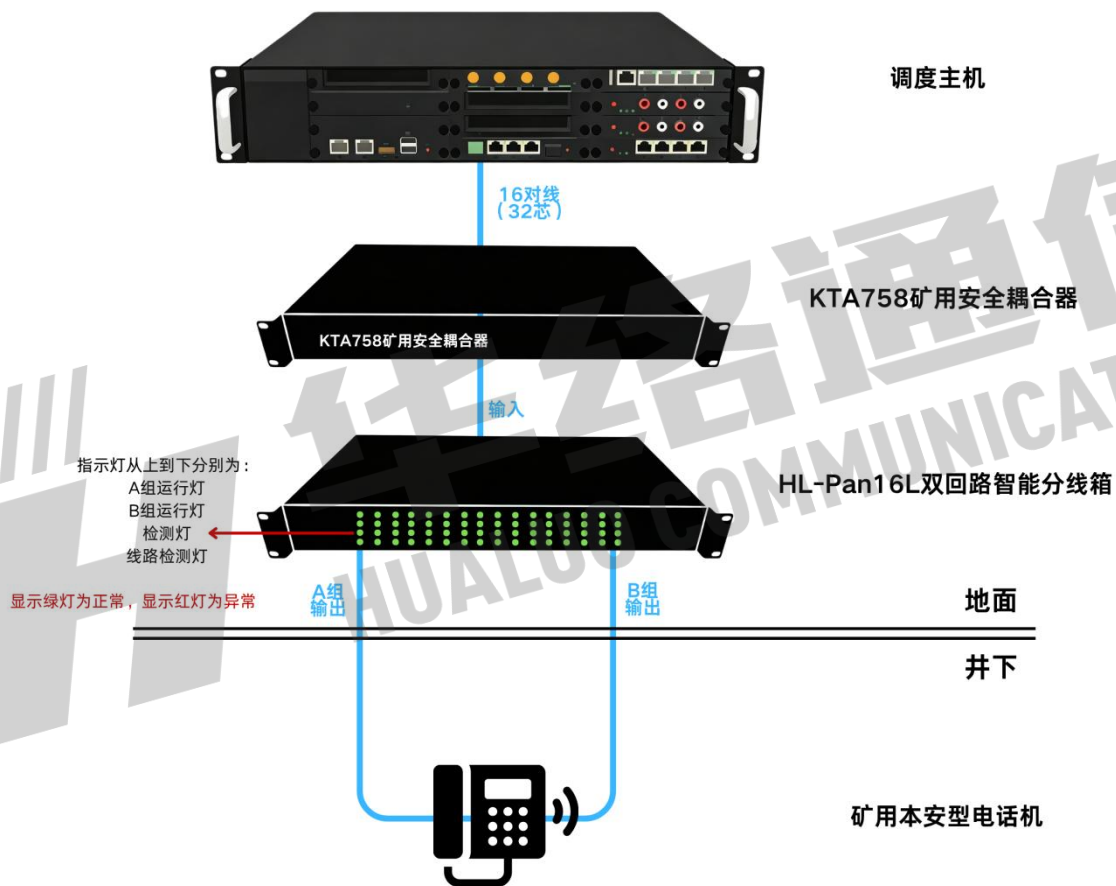 调度主机
16对线
（32芯）
KTA758矿用安全耦合器
KTA758矿用安全耦合器
输入
指示灯从上到下分别为：
A组运行灯
B组运行灯
检测灯
线路检测灯
HL-Pan16L双回路智能分线箱
显示绿灯为正常，显示红灯为异常
A组
输出
B组
输出
地面
井下
矿用本安型电话机
华络通信
HUALUO COMMUNICAT